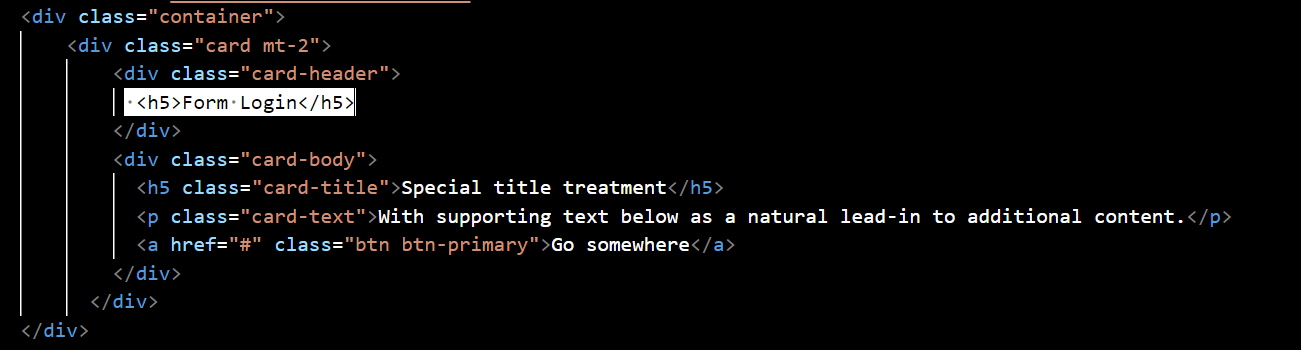 <div class="container">
<div class="card mt-2">
<div class="card-header">
<h5>Form Login</h5>
</div>
<div class="card-body">
<h5 class="card-title">Special title treatment</h5>
<p class="card-text">With supporting text below as a natural lead-in to additional content.</p>
<a href="#" class="btn btn-primary">Go somewhere</a>
</div>
</div>
</div>